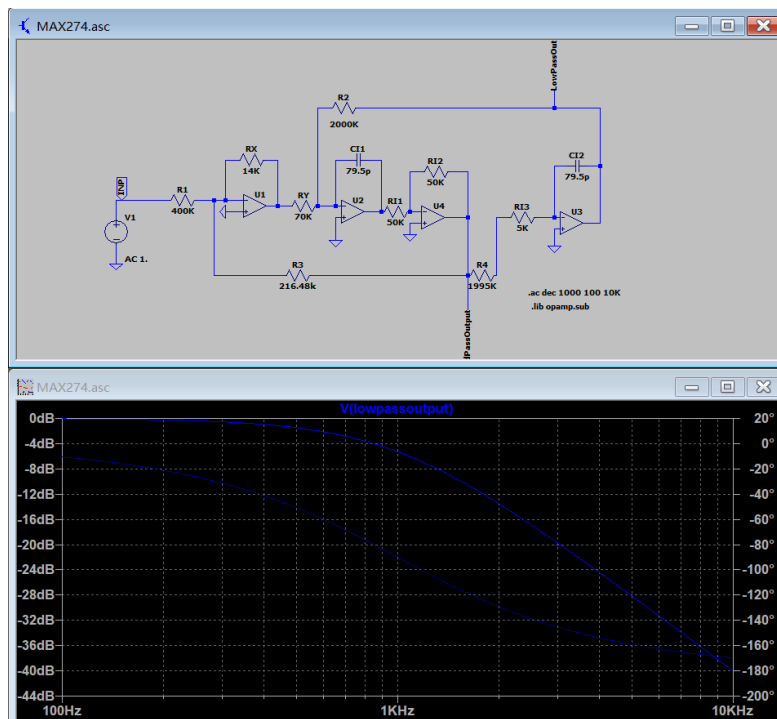 MAX274.asc
LowPassOut
R2
2000K
RX
14K
CI1
79.5p
RI2
50K
CI2
79.5p
INP
R1
400K
U1
RY
70K
U2
RI1
50K
U4
RI3
5K
U3
V1
AC 1.
R3
216.48k
R4
1995K
.ac dec 1000 100 10K
.lib opamp.sub
dPassOutput
MAX274.asc
V(lowpassoutput)
0dB
-4dB
-8dB
-12dB
-16dB
-20dB
-24dB
-28dB
-32dB
-36dB
-40dB
-44dB
20°
0°
-20°
-40°
-60°
-80°
-100°
-120°
-140°
-160°
-180°
-200°
100Hz
1KHz
10KHz